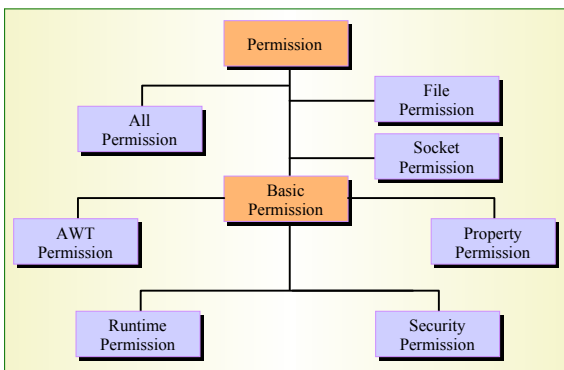 Permission
File
Permission
All
Permission
Socket
Permission
Basic
Permission
AWT
Permission
Property
Permission
Runtime
Permission
Security
Permission